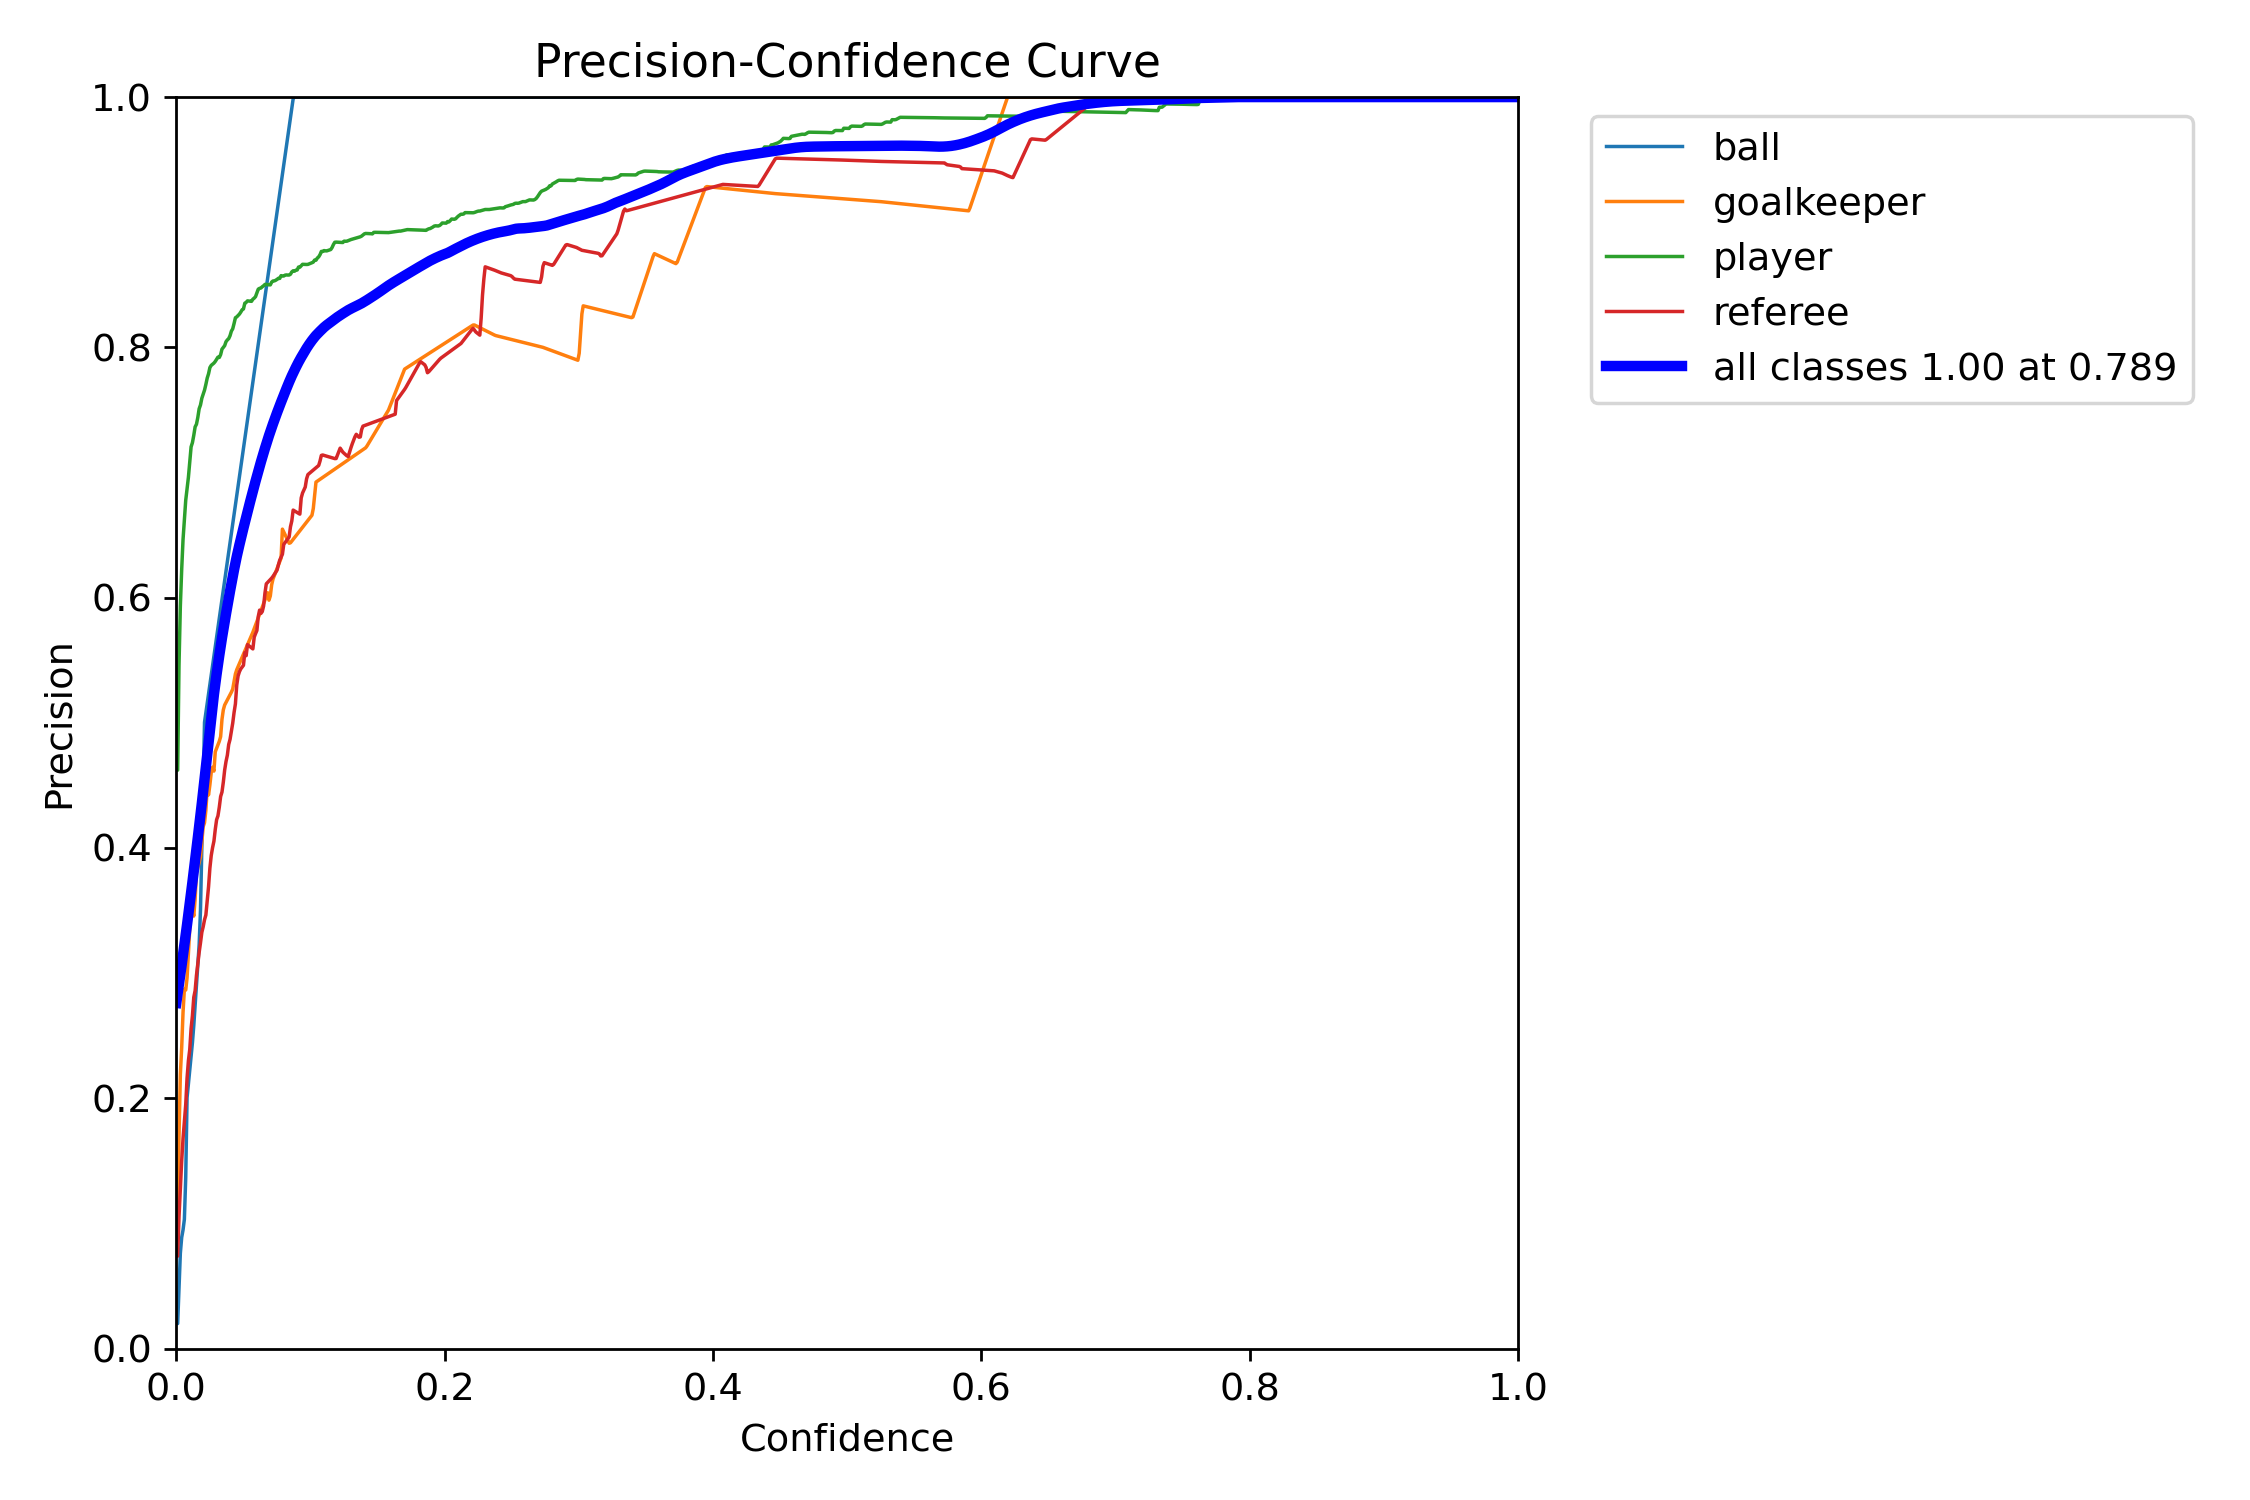 Precision-Confidence Curve
1.0
0.8
0.6
0.4
0.2
0.0
Precision
0.0 0.2 0.4 0.6 0.8 1.0
Confidence
ball
goalkeeper
player
referee
all classes 1.00 at 0.789